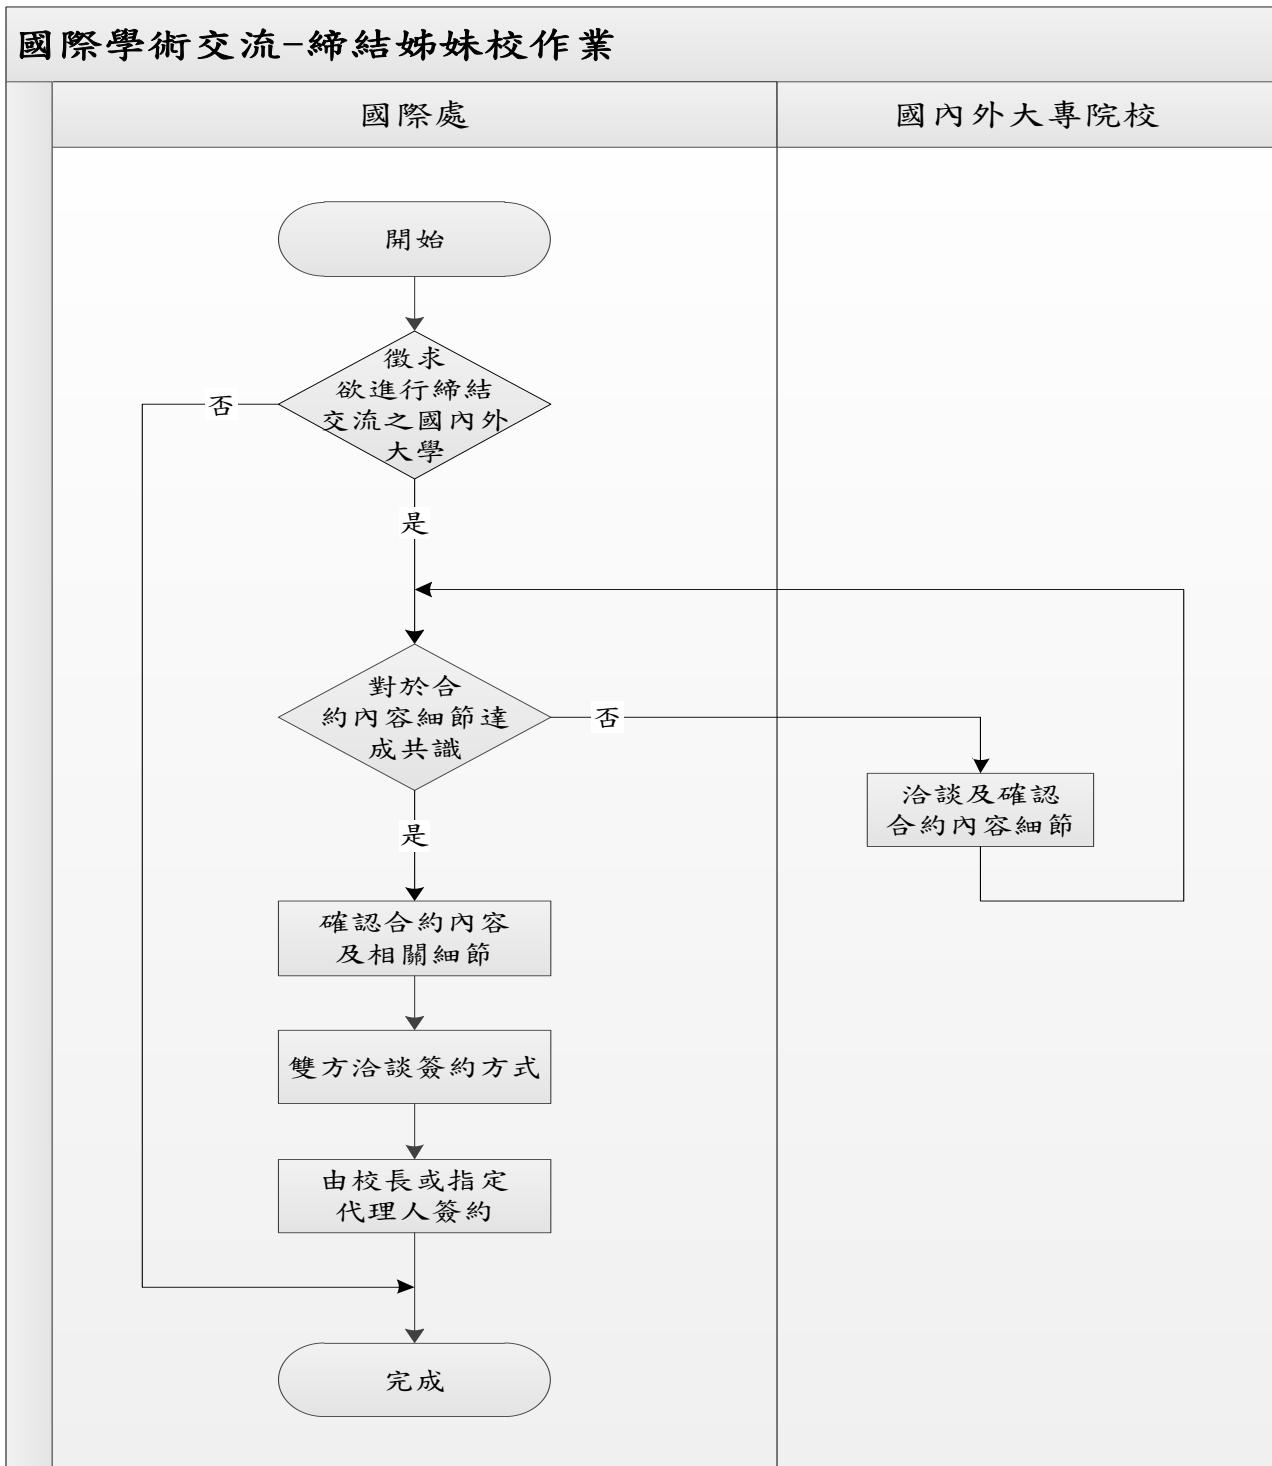 國際學術交流-締結姊妹校作業
國際處
國內外大專院校
開始
徵求
欲進行締結
交流之國內外
大學
否
是
對於合
約內容細節達
成共識
否
洽談及確認
合約內容細節
是
確認合約內容
及相關細節
雙方洽談簽約方式
由校長或指定
代理人簽約
完成